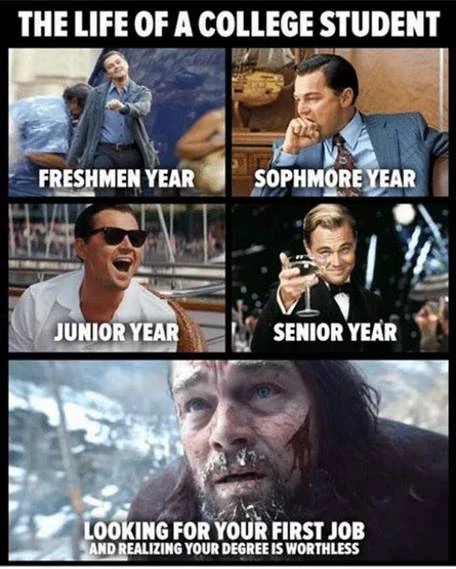 THE LIFE OF A COLLEGE STUDENT
FRESHMEN YEAR
SOPHMORE YEAR
JUNIOR YEAR
SENIOR YEAR
LOOKING FOR YOUR FIRST JOB
AND REALIZING YOUR DEGREE IS WORTHLESS